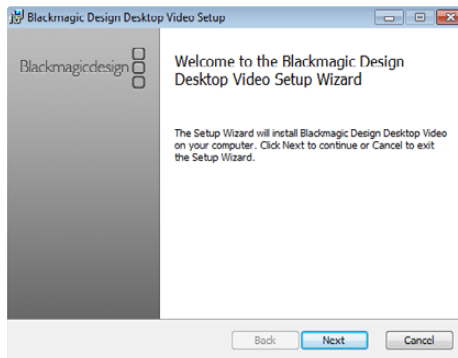 Blackmagic Design Desktop Video Setup
Blackmagicdesign
Welcome to the Blackmagic Design
Desktop Video Setup Wizard
The Setup Wizard will install Blackmagic Design Desktop Video
on your computer. Click Next to continue or Cancel to exit
the Setup Wizard.
Back Next Cancel